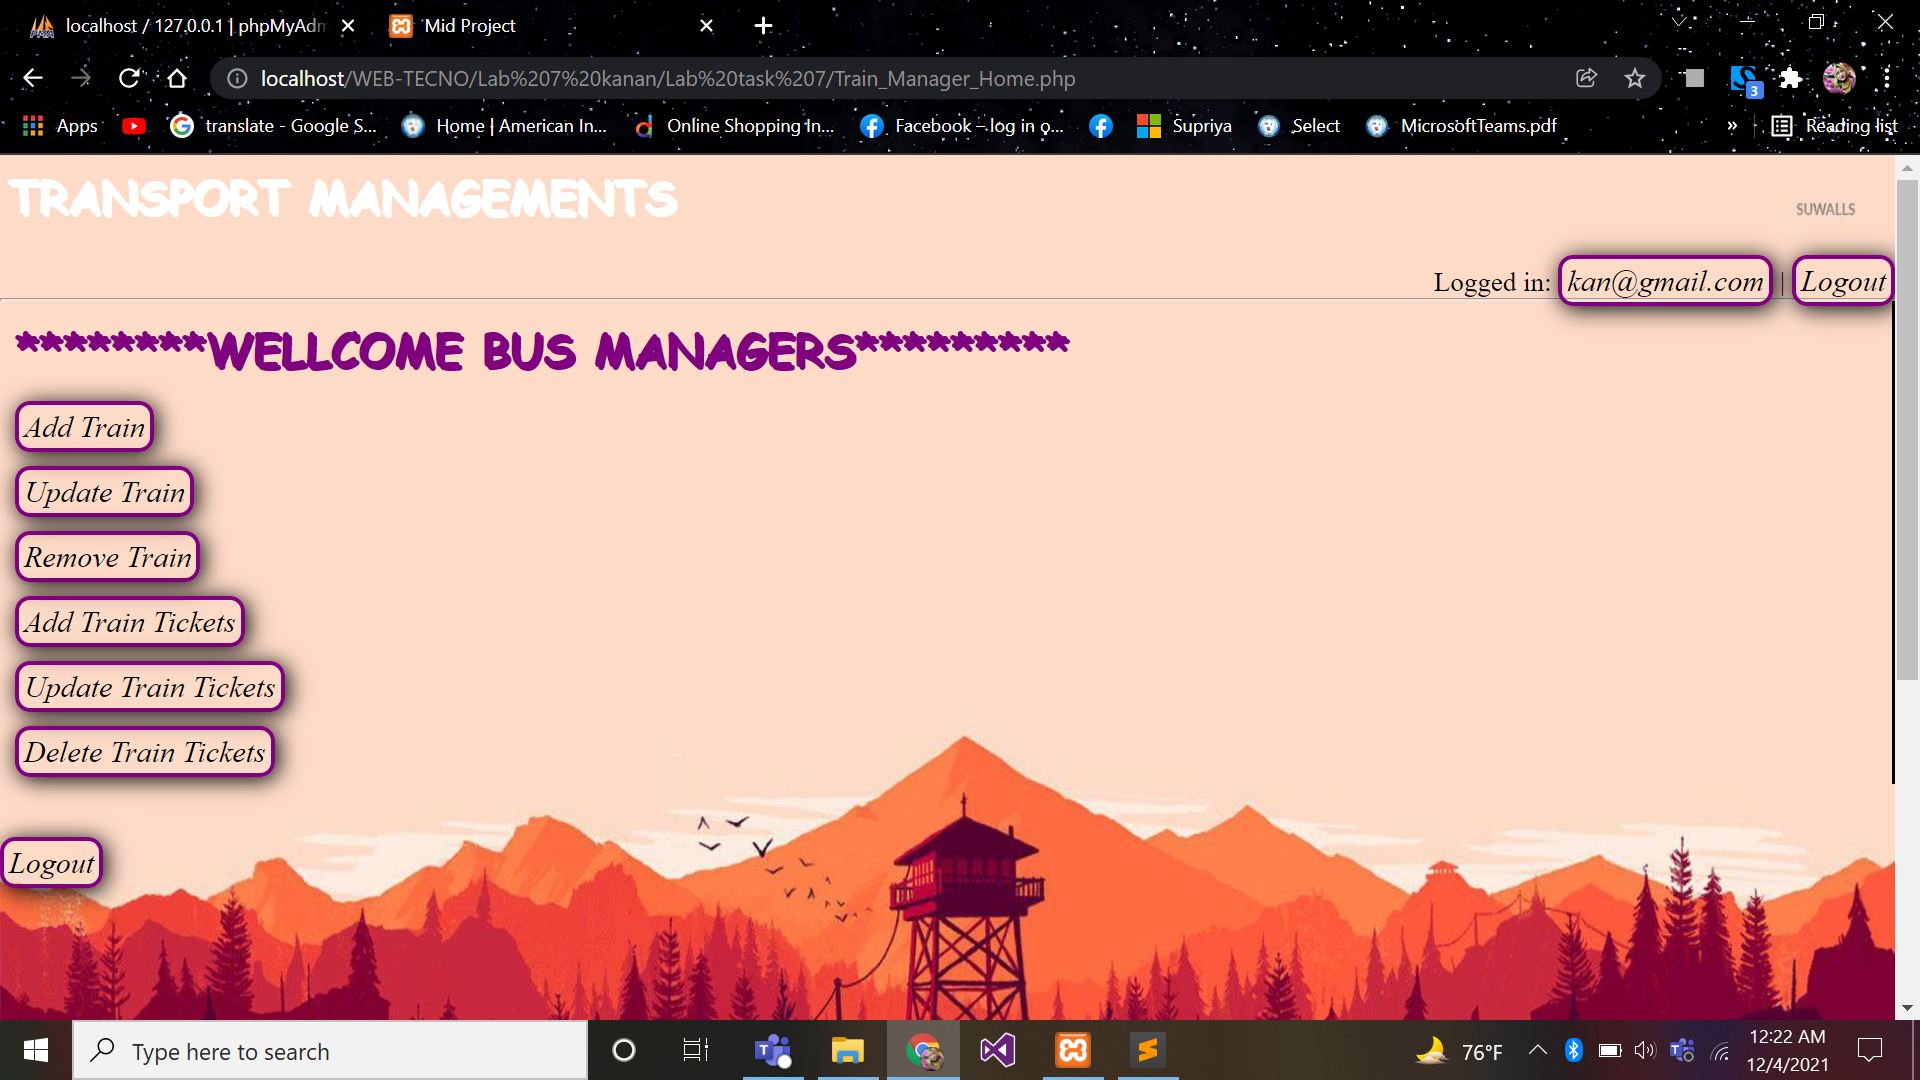 localhost / 127.0.0.1 | phpMyAdm
Mid Project
localhost/WEB-TECNO/Lab%207%20kanan/Lab%20task%207/Train_Manager_Home.php
3
Apps
translate - Google S...
Home | American In...
Online Shopping In...
Facebook – log in o...
Supriya
Select
MicrosoftTeams.pdf
»
Reading list
TRANSPORT MANAGEMENTS
SUWALLS
Logged in: kan@gmail.com | Logout
********WELLCOME BUS MANAGERS*********
Add Train
Update Train
Remove Train
Add Train Tickets
Update Train Tickets
Delete Train Tickets
Logout
Type here to search
76°F
12:22 AM
12/4/2021